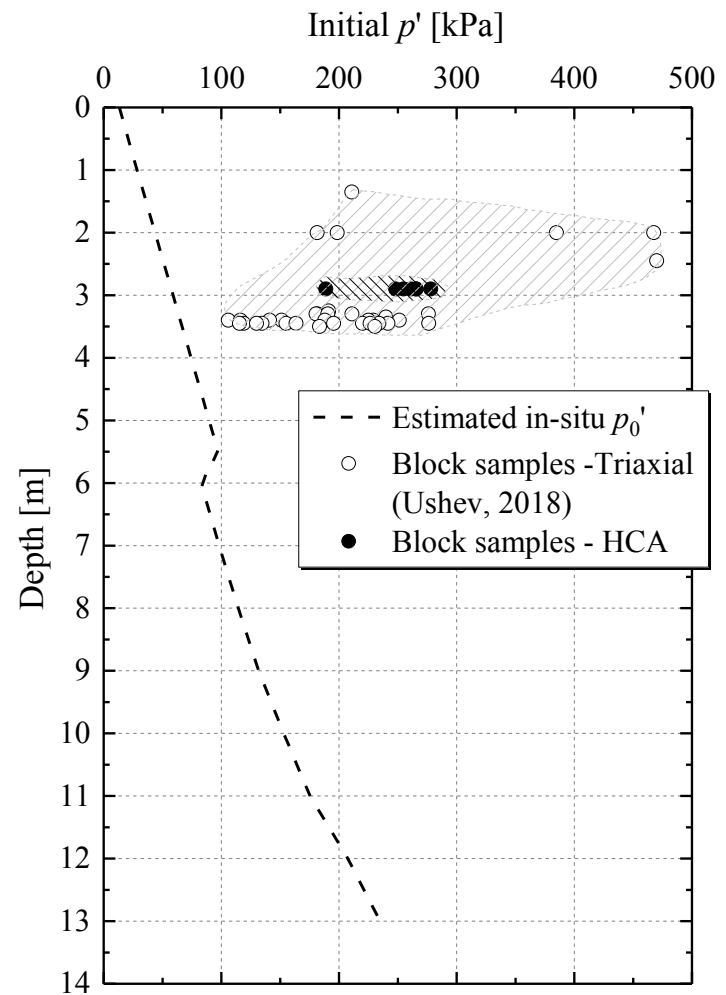 Initial p' [kPa]
0 100 200 300 400 500
0
1
2
3
4
5
6
7
8
9
10
11
12
13
14
Depth [m]
Estimated in-situ p₀'
Block samples -Triaxial
(Ushev, 2018)
Block samples - HCA